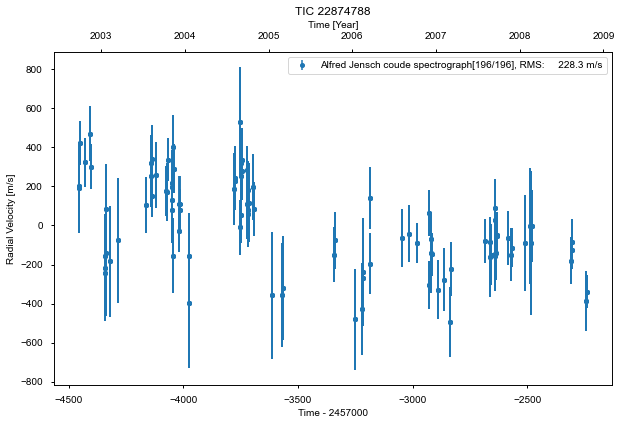 TIC 22874788
Time [Year]
2003 2004 2005 2006 2007 2008 2009
Alfred Jensch coude spectrograph[196/196], RMS: 228.3 m/s
800
600
400
200
0
−200
−400
−600
−800
Radial Velocity [m/s]
−4500 −4000 −3500 −3000 −2500
Time - 2457000